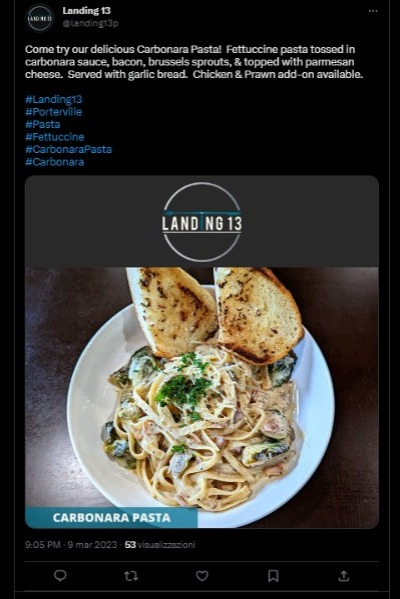 Landing 13
@landing13p
Come try our delicious Carbonara Pasta! Fettuccine pasta tossed in
carbonara sauce, bacon, brussels sprouts, & topped with parmesan
cheese. Served with garlic bread. Chicken & Prawn add-on available.
#Landing13
#Porterville
#Pasta
#Fettuccine
#CarbonaraPasta
#Carbonara
LANDING 13
CARBONARA PASTA
9:05 PM · 9 mar 2023 · 53 visualizzazioni